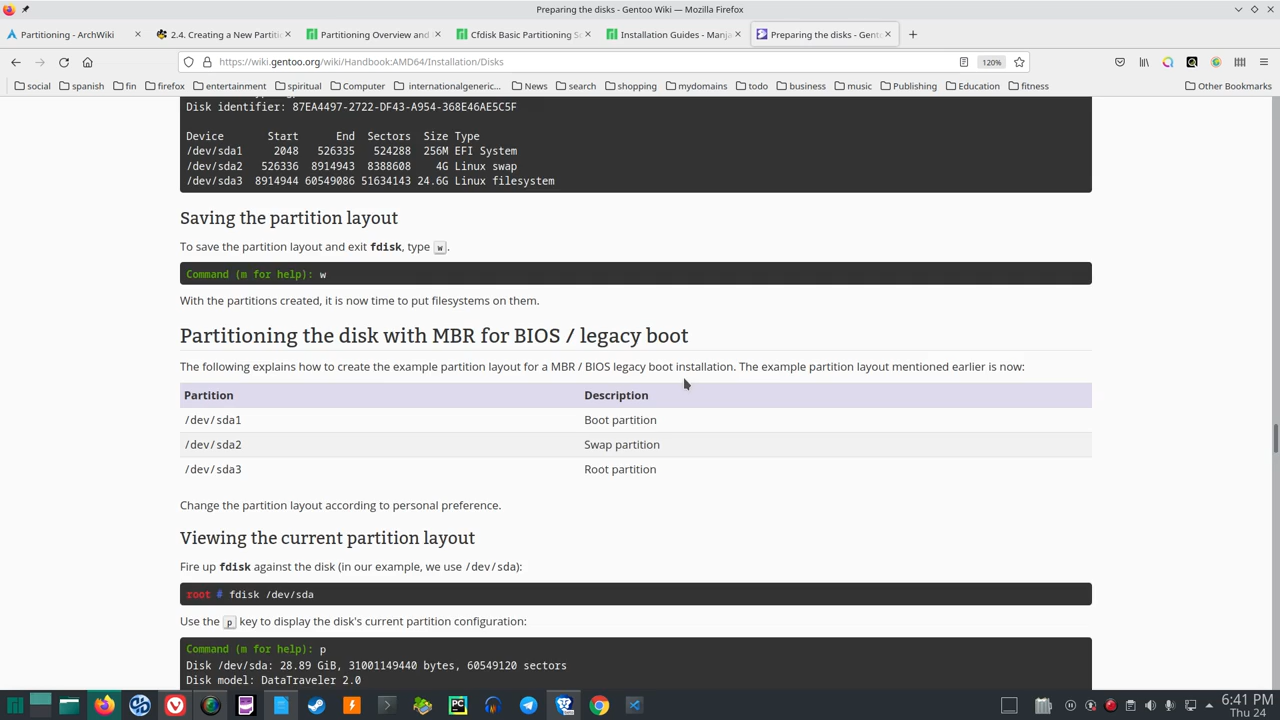 Preparing the disks - Gentoo Wiki — Mozilla Firefox
Partitioning - ArchWiki
2.4. Creating a New Partiti
Partitioning Overview and
Cfdisk Basic Partitioning
Installation Guides - Manja
Preparing the disks - Gento
https://wiki.gentoo.org/wiki/Handbook:AMD64/Installation/Disks
120%
social spanish fin firefox entertainment spiritual Computer internationalgeneric... News search shopping mydomains todo business music Publishing Education fitness Other Bookmarks
Disk identifier: 87EA4497-2722-DF43-A954-368E46AE5C5F
Device Start End Sectors Size Type
/dev/sda1 2048 526335 524288 256M EFI System
/dev/sda2 526336 8914943 8388608 4G Linux swap
/dev/sda3 8914944 60549086 51634143 24.6G Linux filesystem
Saving the partition layout
To save the partition layout and exit fdisk, type w.
Command (m for help): w
With the partitions created, it is now time to put filesystems on them.
Partitioning the disk with MBR for BIOS / legacy boot
The following explains how to create the example partition layout for a MBR / BIOS legacy boot installation. The example partition layout mentioned earlier is now:
Partition Description
/dev/sda1 Boot partition
/dev/sda2 Swap partition
/dev/sda3 Root partition
Change the partition layout according to personal preference.
Viewing the current partition layout
Fire up fdisk against the disk (in our example, we use /dev/sda):
root # fdisk /dev/sda
Use the p key to display the disk's current partition configuration:
Command (m for help): p
Disk /dev/sda: 28.89 GiB, 31001149440 bytes, 60549120 sectors
Disk model: DataTraveler 2.0
6:41 PM
Thu 24